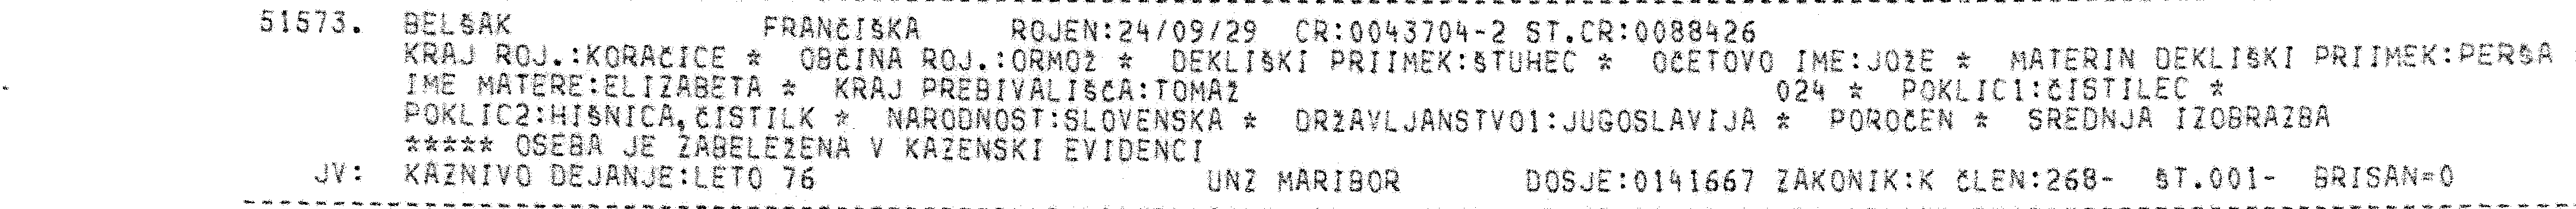 51573. BELŠAK FRANČIŠKA ROJEN:24/09/29 CR:0043704-2 ST.CR:0088426
KRAJ ROJ.:KORAČICE * OBČINA ROJ.:ORMOŽ * DEKLIŠKI PRIIMEK:ŠTUHEC * OČETOVO IME:JOŽE * MATERIN DEKLIŠKI PRIIMEK:PERŠA
IME MATERE:ELIZABETA * KRAJ PREBIVALIŠČA:TOMAŽ 024 * POKLIC1:ČISTILEC *
POKLIC2:HIŠNICA,ČISTILK * NARODNOST:SLOVENSKA * DRŽAVLJANSTVO1:JUGOSLAVIJA * POROČEN * SREDNJA IZOBRAZBA
***** OSEBA JE ZABELEŽENA V KAZENSKI EVIDENCI
JV: KAZNIVO DEJANJE:LETO 76 UNZ MARIBOR DOSJE:0141667 ZAKONIK:K ČLEN:268- ŠT.001- BRISAN=0